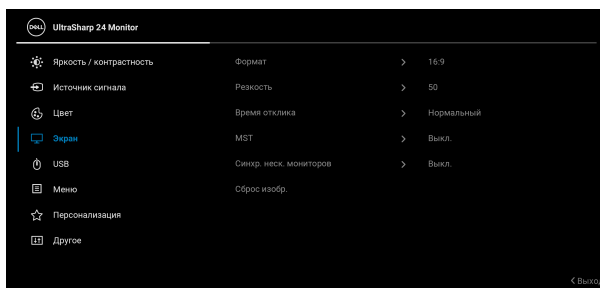 DELL UltraSharp 24 Monitor
Яркость / контрастность
Формат 16:9
Источник сигнала
Резкость 50
Цвет
Время отклика Нормальный
Экран
MST Выкл.
USB
Синхр. неск. мониторов Выкл.
Меню
Сброс изобр.
Персонализация
Другое
Выход